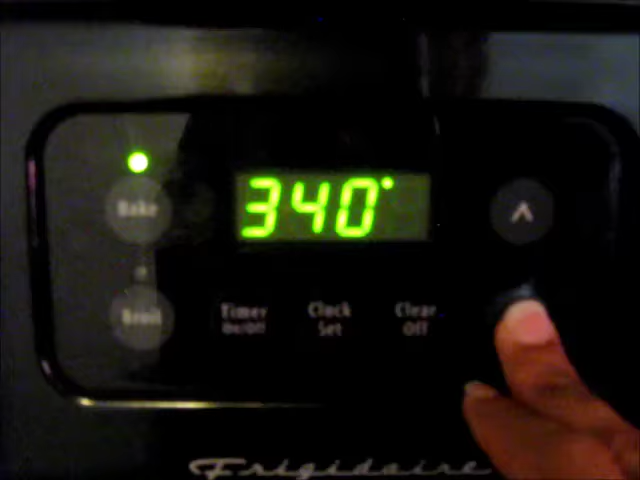 340°
Bake
^
Broil
Timer
On/Off
Clock
Set
Clear
Off
Frigidaire